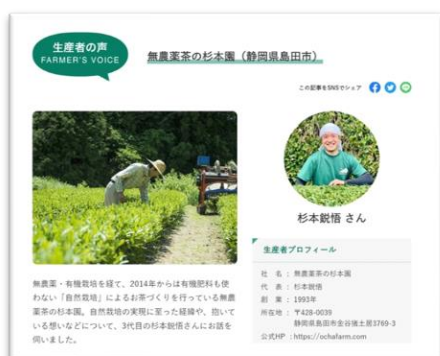 生産者の声
FARMER'S VOICE
無農薬茶の杉本園（静岡県島田市）
この記事をSNSでシェア
杉本鋭悟 さん
生産者プロフィール
社　名 ： 無農薬茶の杉本園
代　表 ： 杉本鋭悟
創　業 ： 1993年
所在地 ： 〒428-0039
静岡県島田市金谷猪土居3769-3
公式HP ：https://ochafarm.com
無農薬・有機栽培を経て、2014年からは有機肥料も使
わない「自然栽培」によるお茶づくりを行っている無農
薬茶の杉本園。自然栽培の実現に至った経緯や、抱いて
いる想いなどについて、3代目の杉本鋭悟さんにお話を
伺いました。